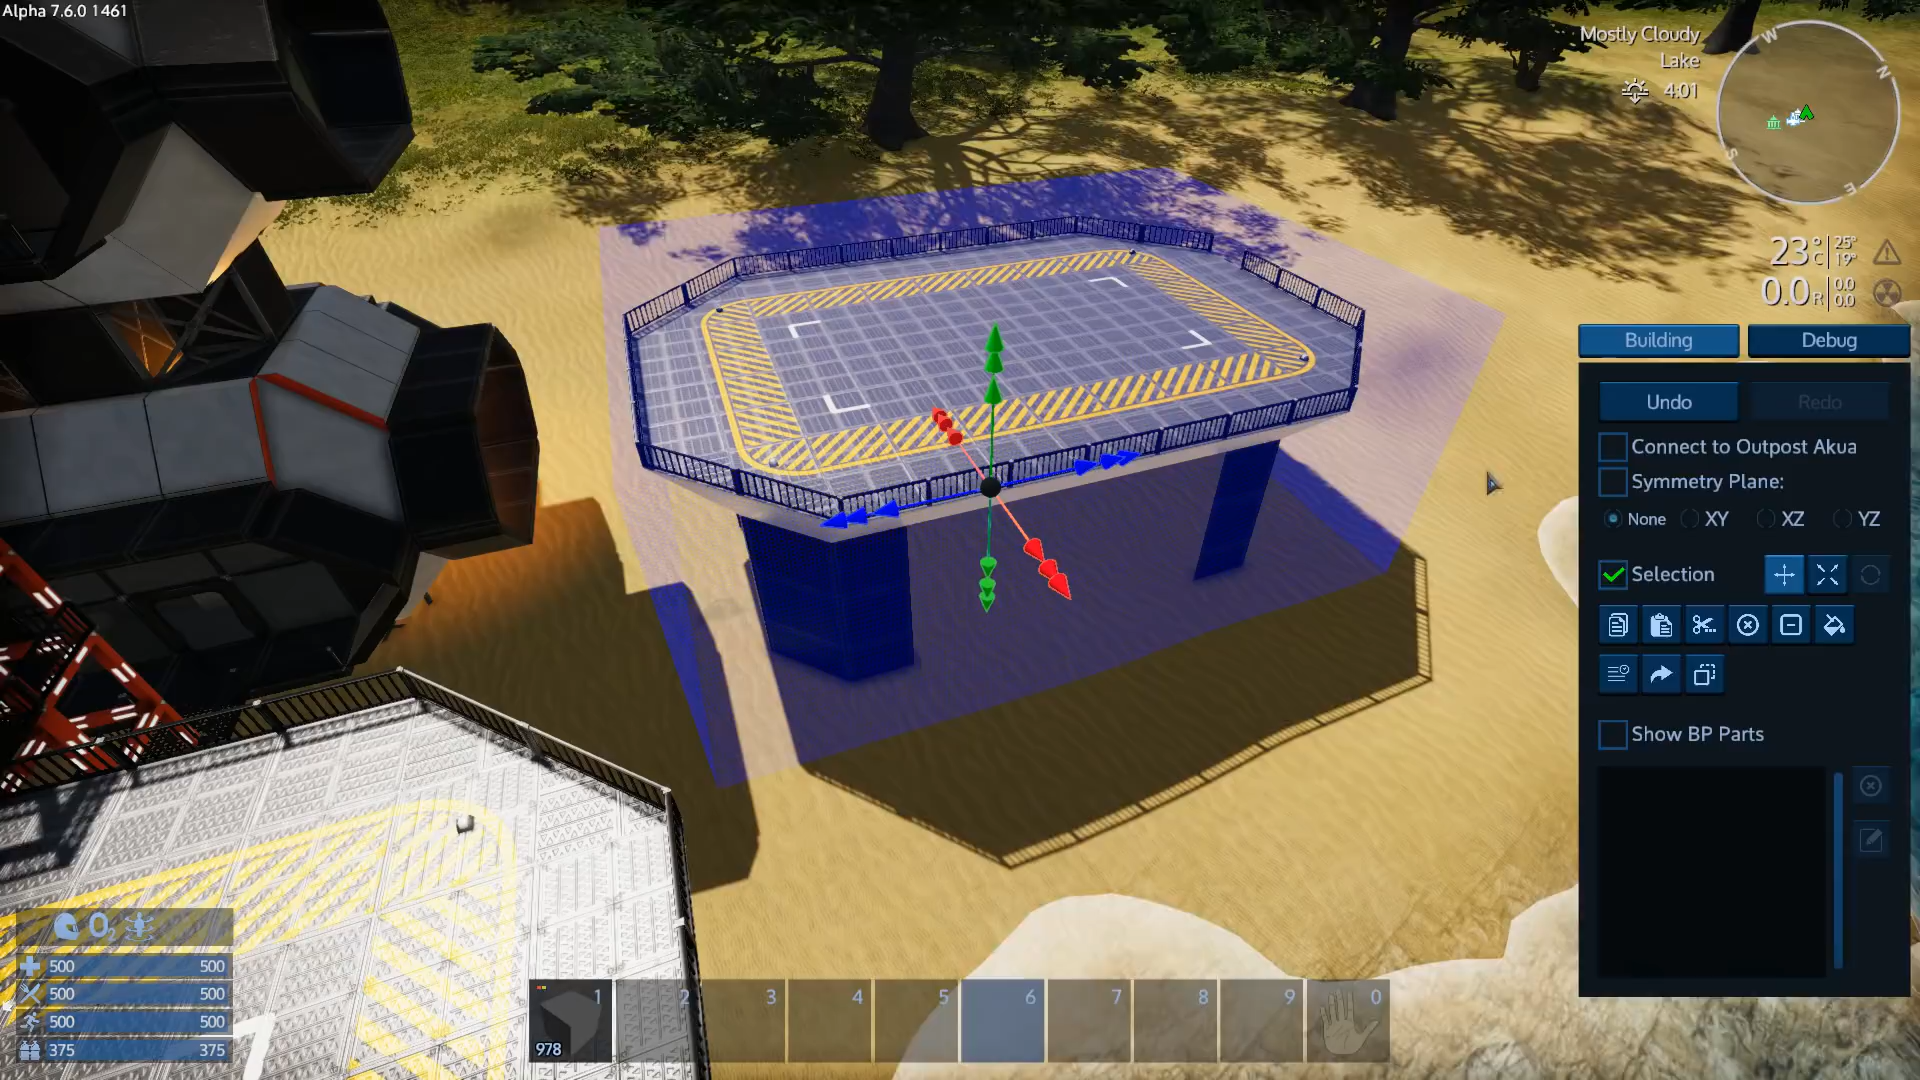 Alpha 7.6.0 1461
Mostly Cloudy
Lake
4:01
W
N
S
E
23°C 25° 19°
0.0R 0.0 0.0
Building Debug
Undo Redo
Connect to Outpost Akua
Symmetry Plane:
None XY XZ YZ
Selection
Show BP Parts
O2
500 500
500 500
500 500
375 375
1 2 3 4 5 6 7 8 9 0
978